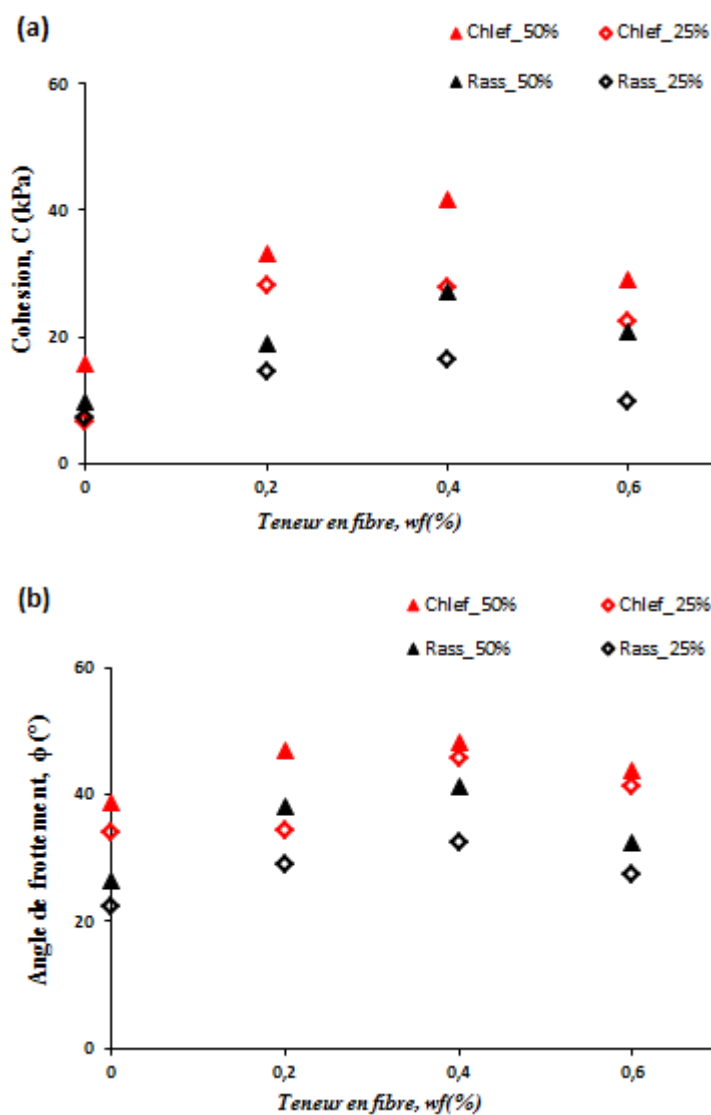 (a)
Chlef_50% Chlef_25%
Rass_50% Rass_25%
60
40
20
0
Cohesion, C (kPa)
0 0,2 0,4 0,6
Teneur en fibre, wf(%)
(b)
Chlef_50% Chlef_25%
Rass_50% Rass_25%
60
40
20
0
Angle de frottement, ϕ (°)
0 0,2 0,4 0,6
Teneur en fibre, wf(%)